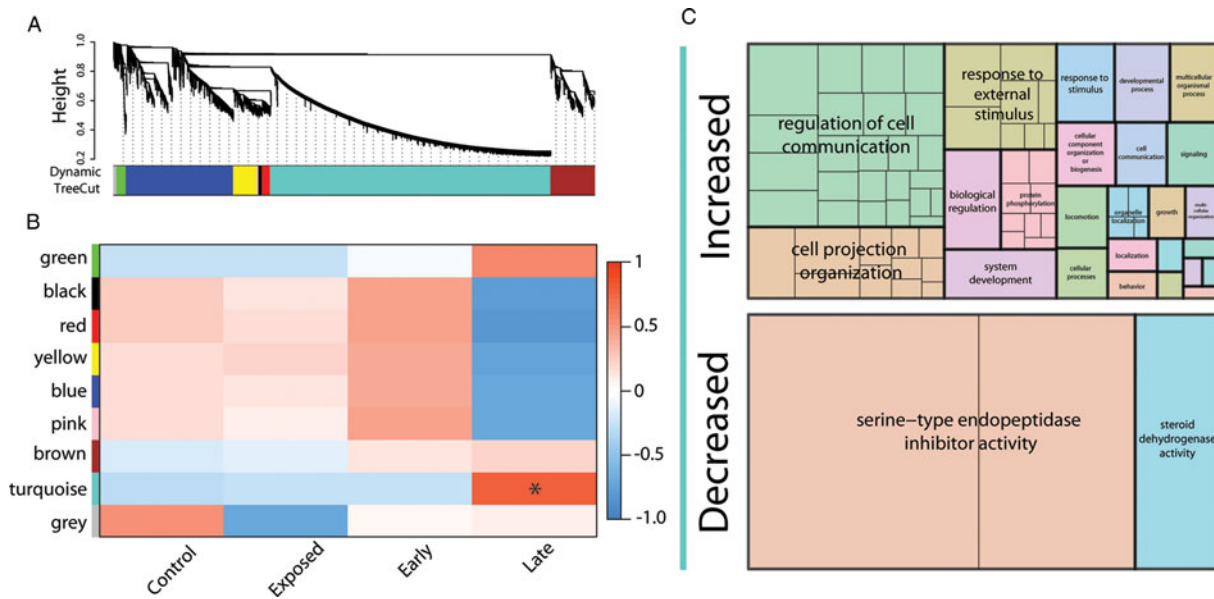 A
Height
1.0
0.8
0.6
0.4
0.2
Dynamic
TreeCut
B
green
black
red
yellow
blue
pink
brown
turquoise
grey
*
Control
Exposed
Early
Late
1
0.5
0
-0.5
-1.0
C
Increased
regulation of cell
communication
cell projection
organization
response to
external
stimulus
biological
regulation
protein
phosphorylation
system
development
response to
stimulus
developmental
process
multicellular
organismal
process
cellular
component
organization
or
biogenesis
cell
communication
signaling
locomotion
organelle
localization
growth
cellular
processes
localization
behavior
Decreased
serine−type endopeptidase
inhibitor activity
steroid
dehydrogenase
activity